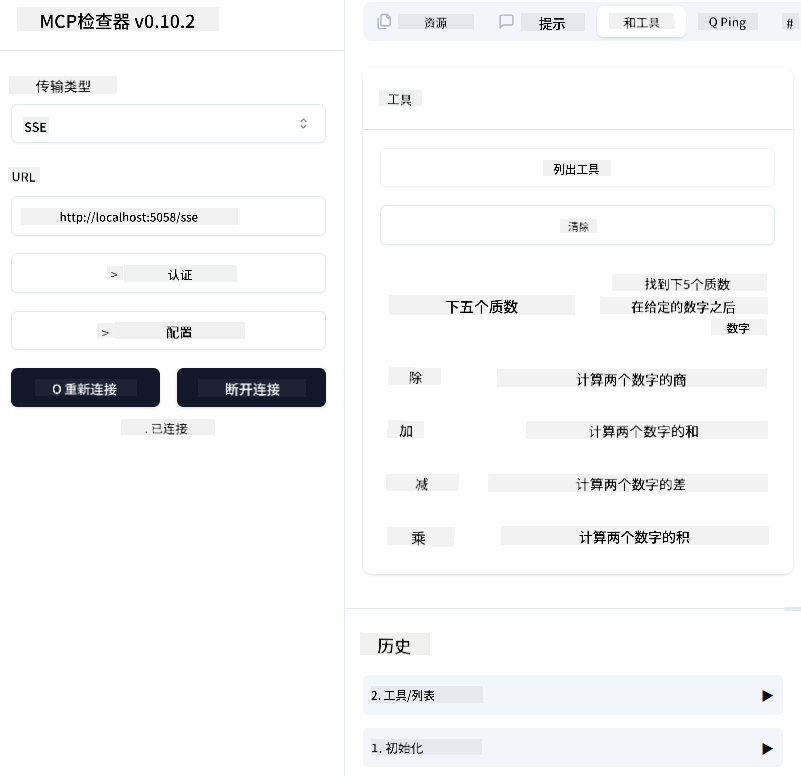 MCP检查器 v0.10.2
传输类型
SSE
URL
http://localhost:5058/sse
> 认证
> 配置
O 重新连接
断开连接
. 已连接
资源
提示
和工具
Q Ping
#
工具
列出工具
清除
下五个质数
找到下5个质数
在给定的数字之后
数字
除
计算两个数字的商
加
计算两个数字的和
减
计算两个数字的差
乘
计算两个数字的积
历史
2. 工具/列表
1. 初始化